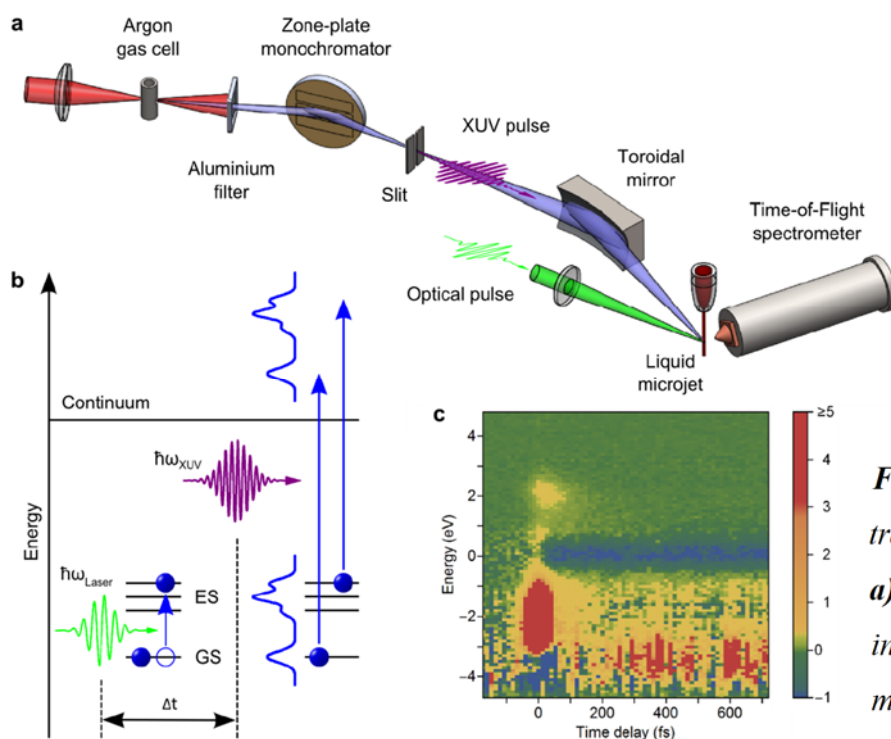 a
Argon
gas cell
Zone-plate
monochromator
Aluminium
filter
Slit
XUV pulse
Toroidal
mirror
Time-of-Flight
spectrometer
Optical pulse
Liquid
microjet
b
Energy
Continuum
ħω_XUV
ħω_Laser
ES
GS
Δt
c
Energy (eV)
4
2
0
−2
−4
0 200 400 600
Time delay (fs)
≥5
4
3
2
1
0
−1
F
tr
a)
in
m